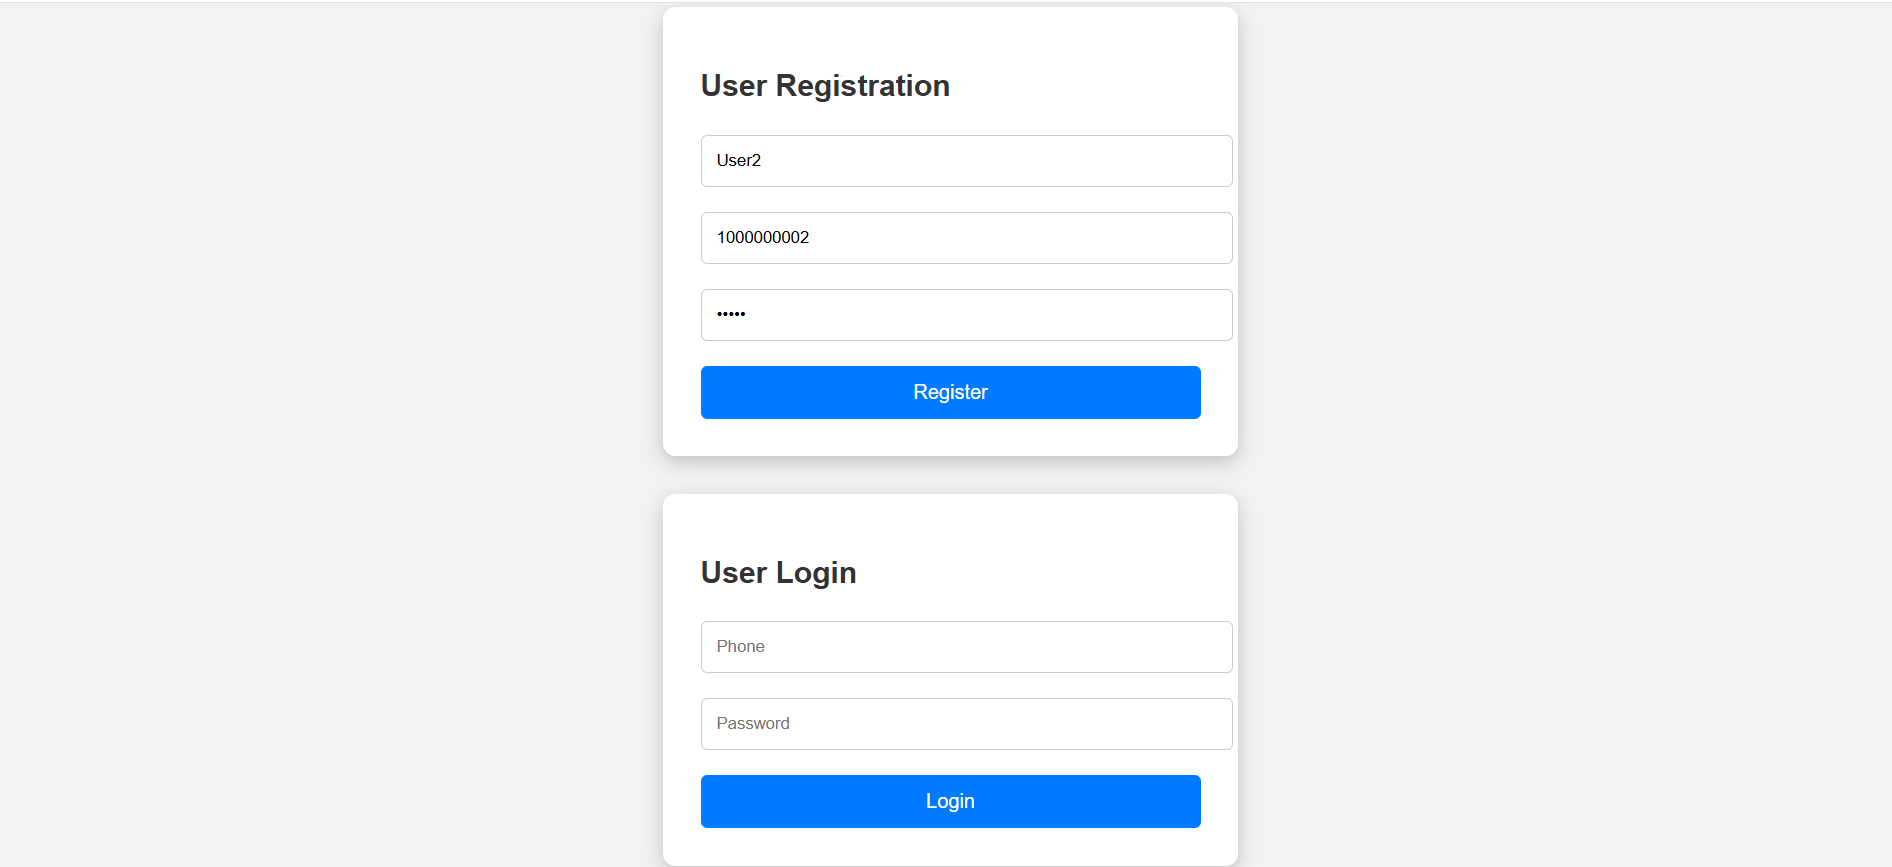 User Registration
User2
1000000002
•••••
Register
User Login
Phone
Password
Login